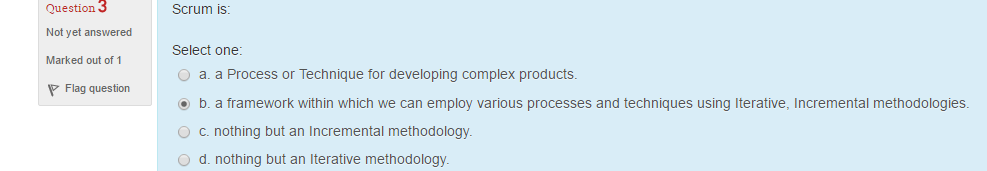 Question 3
Not yet answered
Marked out of 1
Flag question
Scrum is:
Select one:
a. a Process or Technique for developing complex products.
b. a framework within which we can employ various processes and techniques using Iterative, Incremental methodologies.
c. nothing but an Incremental methodology.
d. nothing but an Iterative methodology.